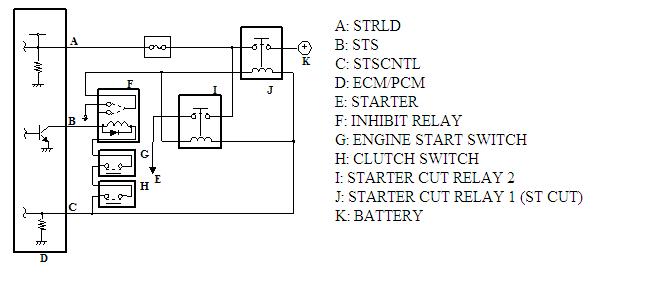 A
K
F
I
J
B
G
E
H
C
D
A: STRLD
B: STS
C: STSCNTL
D: ECM/PCM
E: STARTER
F: INHIBIT RELAY
G: ENGINE START SWITCH
H: CLUTCH SWITCH
I: STARTER CUT RELAY 2
J: STARTER CUT RELAY 1 (ST CUT)
K: BATTERY